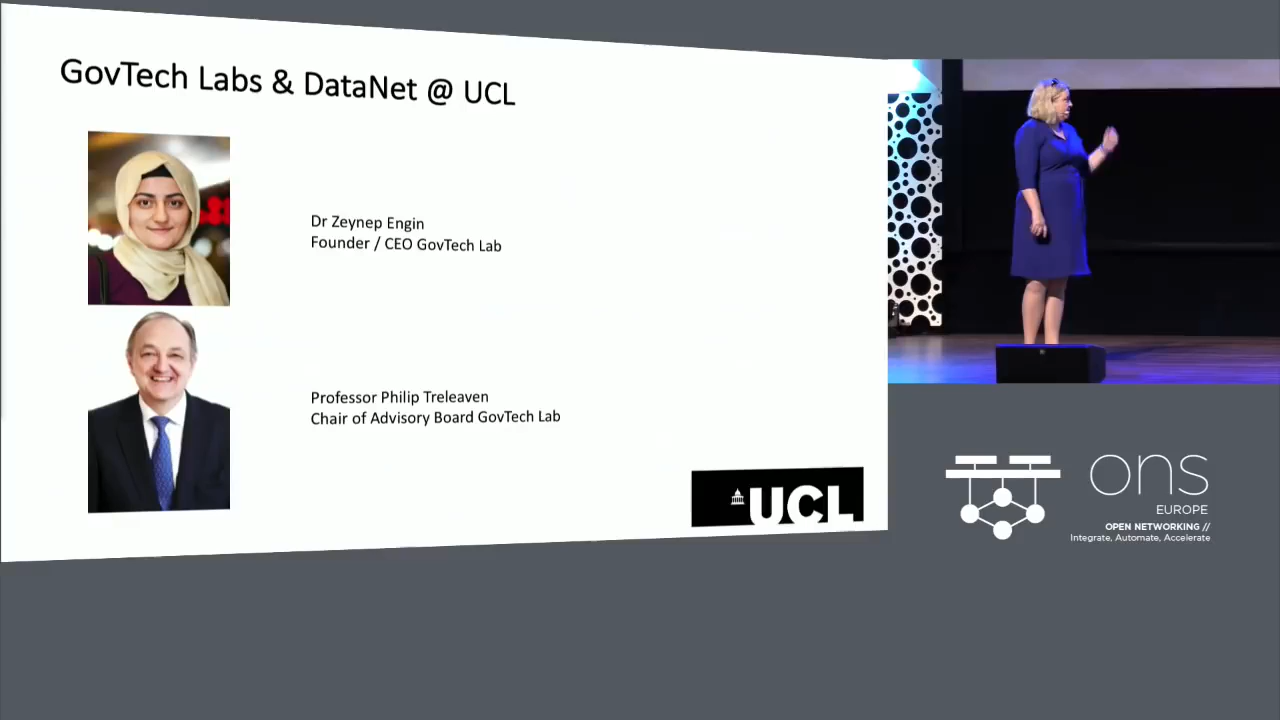 GovTech Labs & DataNet @ UCL
Dr Zeynep Engin
Founder / CEO GovTech Lab
Professor Philip Treleaven
Chair of Advisory Board GovTech Lab
UCL
ons
EUROPE
OPEN NETWORKING //
Integrate, Automate, Accelerate